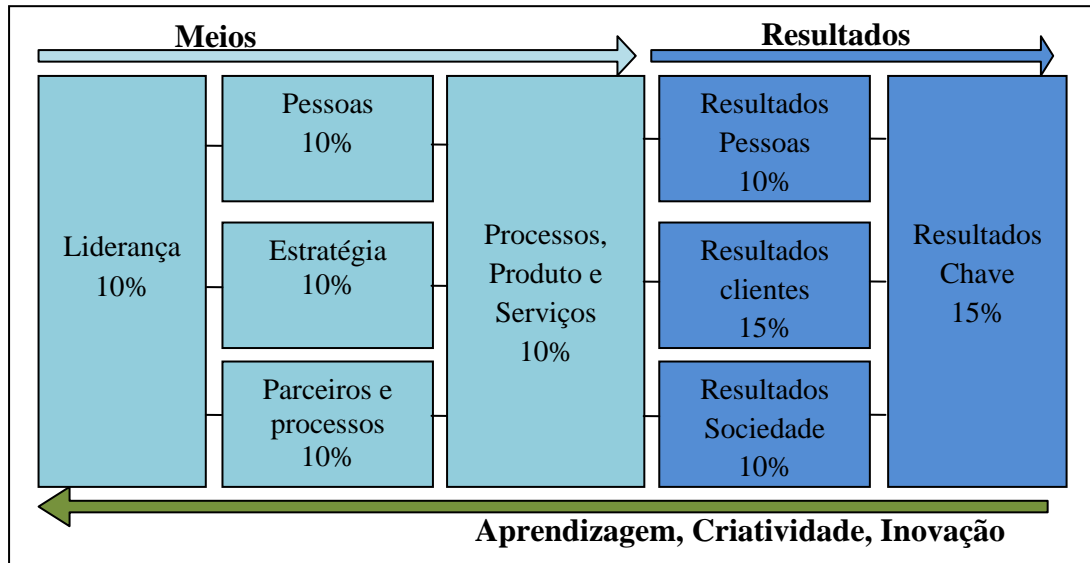 Meios
Resultados
Liderança
10%
Pessoas
10%
Estratégia
10%
Parceiros e
processos
10%
Processos,
Produto e
Serviços
10%
Resultados
Pessoas
10%
Resultados
clientes
15%
Resultados
Sociedade
10%
Resultados
Chave
15%
Aprendizagem, Criatividade, Inovação